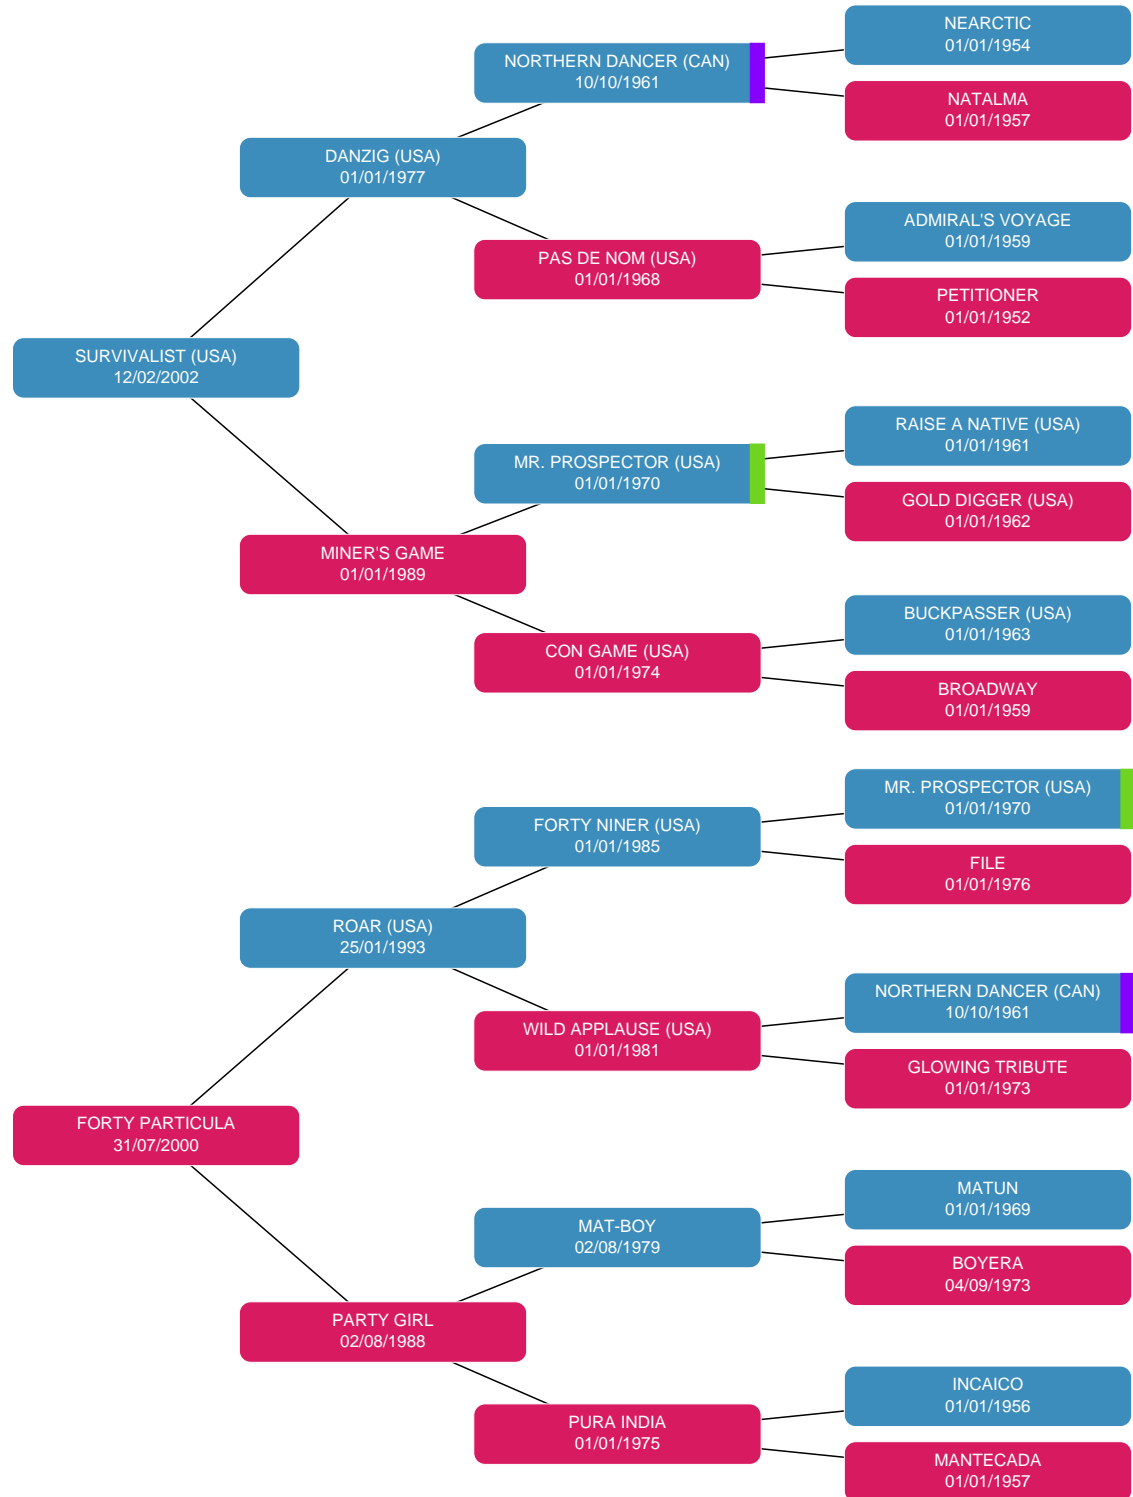 NEARCTIC
01/01/1954
NORTHERN DANCER (CAN)
10/10/1961
NATALMA
01/01/1957
DANZIG (USA)
01/01/1977
ADMIRAL'S VOYAGE
01/01/1959
PAS DE NOM (USA)
01/01/1968
PETITIONER
01/01/1952
SURVIVALIST (USA)
12/02/2002
RAISE A NATIVE (USA)
01/01/1961
MR. PROSPECTOR (USA)
01/01/1970
GOLD DIGGER (USA)
01/01/1962
MINER'S GAME
01/01/1989
BUCKPASSER (USA)
01/01/1963
CON GAME (USA)
01/01/1974
BROADWAY
01/01/1959
MR. PROSPECTOR (USA)
01/01/1970
FORTY NINER (USA)
01/01/1985
FILE
01/01/1976
ROAR (USA)
25/01/1993
NORTHERN DANCER (CAN)
10/10/1961
WILD APPLAUSE (USA)
01/01/1981
GLOWING TRIBUTE
01/01/1973
FORTY PARTICULA
31/07/2000
MATUN
01/01/1969
MAT-BOY
02/08/1979
BOYERA
04/09/1973
PARTY GIRL
02/08/1988
INCAICO
01/01/1956
PURA INDIA
01/01/1975
MANTECADA
01/01/1957